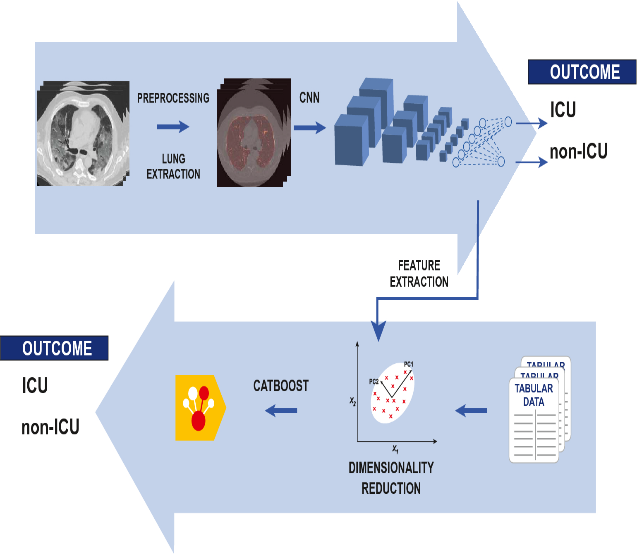 OUTCOME
PREPROCESSING
CNN
ICU
LUNG
EXTRACTION
non-ICU
FEATURE
EXTRACTION
OUTCOME
ICU
non-ICU
CATBOOST
PC1
PC2
X2
X1
DIMENSIONALITY
REDUCTION
TABULAR
TABULAR
TABULAR
DATA